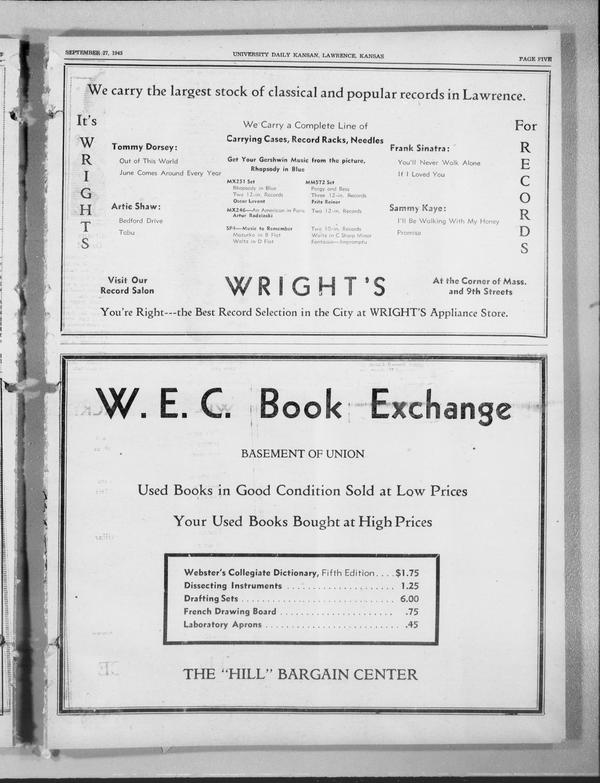 SEPTEMBER 27, 1945 UNIVERSITY DAILY KANSAN, LAWRENCE, KANSAS PAGE FIVE
We carry the largest stock of classical and popular records in Lawrence.
It's
WRIGHTS
Tommy Dorsey:
Out of This World
June Comes Around Every Year
Artie Shaw:
Bedford Drive
Tabu
We Carry a Complete Line of
Carrying Cases, Record Racks, Needles
Get Your Gershwin Music from the picture,
Rhapsody in Blue
MX251 Set
Rhapsody in Blue
Two 12-in. Records
Oscar Levant
MX246—An American in Paris
Artur Rodzinski
SP4—Music to Remember
Mazurka in B Flat
Waltz in D Flat
MM572 Set
Porgy and Bess
Three 12-in. Records
Fritz Reiner
Two 12-in. Records
Two 10-in. Records
Waltz in C Sharp Minor
Fantasie—Impromptu
Frank Sinatra:
You'll Never Walk Alone
If I Loved You
Sammy Kaye:
I'll Be Walking With My Honey
Promise
For
RECORDS
Visit Our
Record Salon
WRIGHT'S
At the Corner of Mass.
and 9th Streets
You're Right---the Best Record Selection in the City at WRIGHT'S Appliance Store.
W. E. C. Book Exchange
BASEMENT OF UNION
Used Books in Good Condition Sold at Low Prices
Your Used Books Bought at High Prices
Webster's Collegiate Dictionary, Fifth Edition....$1.75
Dissecting Instruments ..................... 1.25
Drafting Sets .............................. 6.00
French Drawing Board ..................... .75
Laboratory Aprons .......................... .45
THE "HILL" BARGAIN CENTER